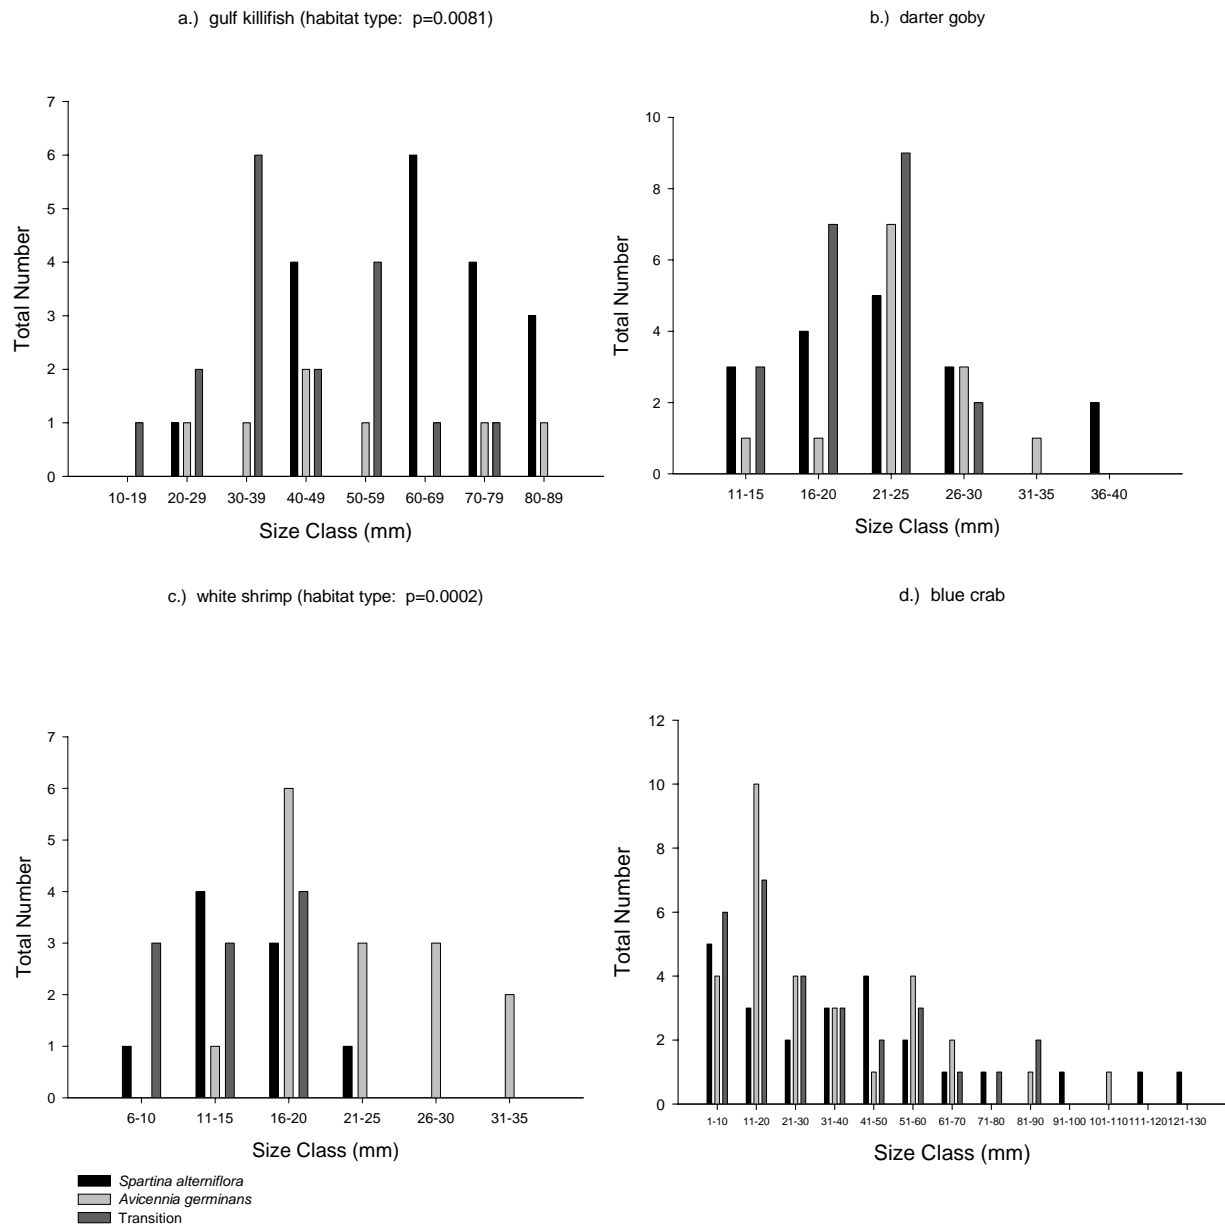 a.) gulf killifish (habitat type: p=0.0081)
7
6
5
4
3
2
1
0
Total Number
10-19 20-29 30-39 40-49 50-59 60-69 70-79 80-89
Size Class (mm)
b.) darter goby
10
8
6
4
2
0
Total Number
11-15 16-20 21-25 26-30 31-35 36-40
Size Class (mm)
c.) white shrimp (habitat type: p=0.0002)
7
6
5
4
3
2
1
0
Total Number
6-10 11-15 16-20 21-25 26-30 31-35
Size Class (mm)
d.) blue crab
12
10
8
6
4
2
0
Total Number
1-10 11-20 21-30 31-40 41-50 51-60 61-70 71-80 81-90 91-100 101-110 111-120 121-130
Size Class (mm)
Spartina alterniflora
Avicennia germinans
Transition